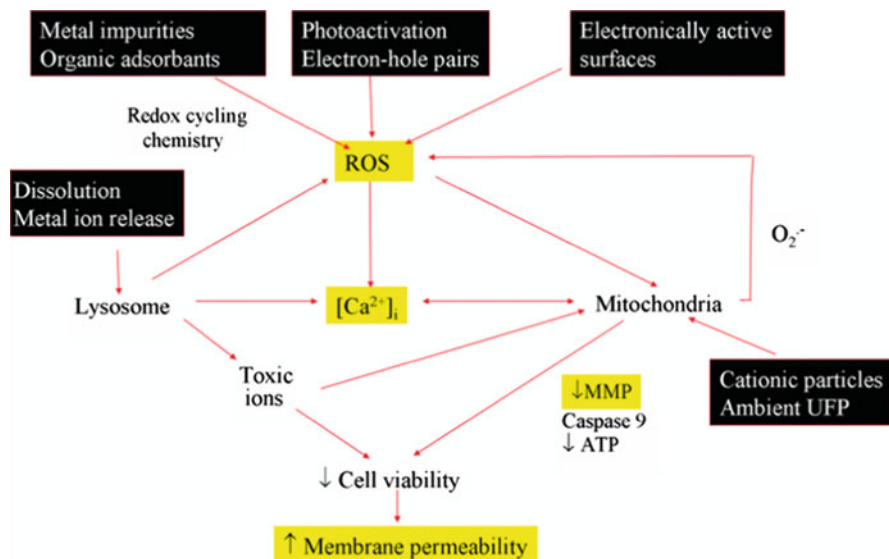 Metal impurities
Organic adsorbants
Photoactivation
Electron-hole pairs
Electronically active
surfaces
Redox cycling
chemistry
ROS
Dissolution
Metal ion release
O₂·⁻
Lysosome
[Ca²⁺]ᵢ
Mitochondria
Toxic
ions
↓MMP
Caspase 9
↓ ATP
Cationic particles
Ambient UFP
↓ Cell viability
↑ Membrane permeability